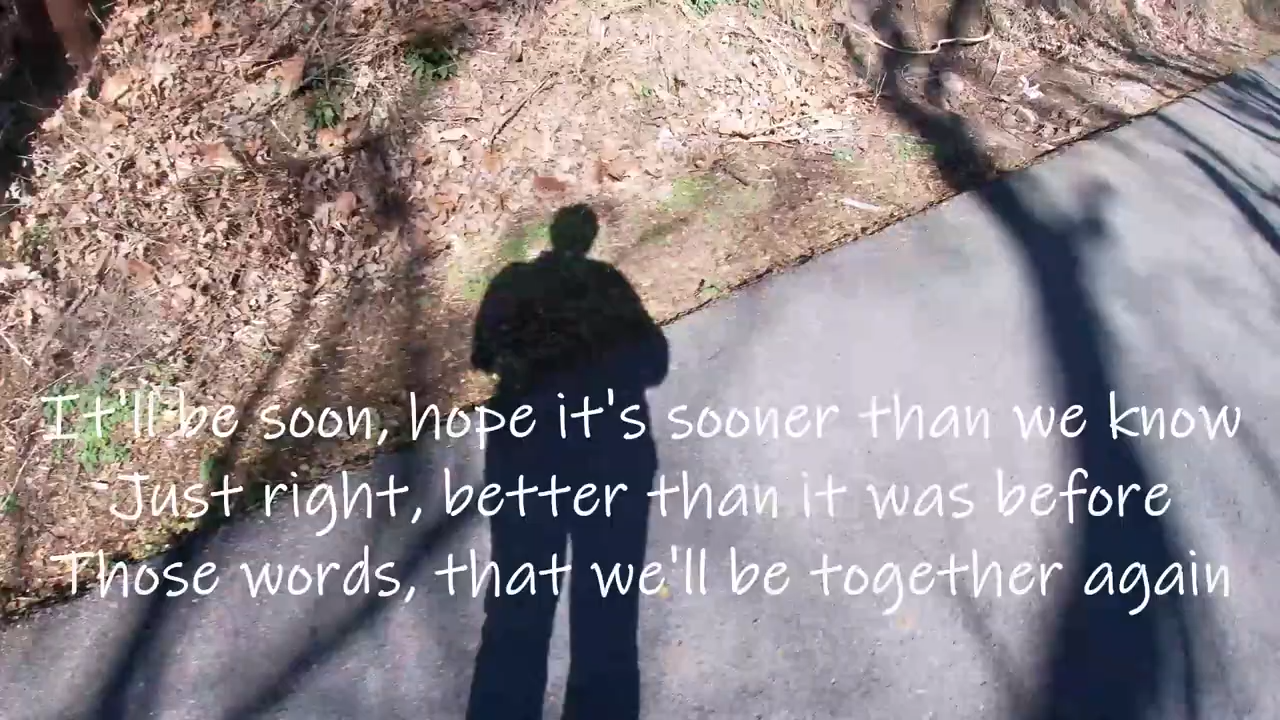 It'll be soon, hope it's sooner than we know
Just right, better than it was before
Those words, that we'll be together again